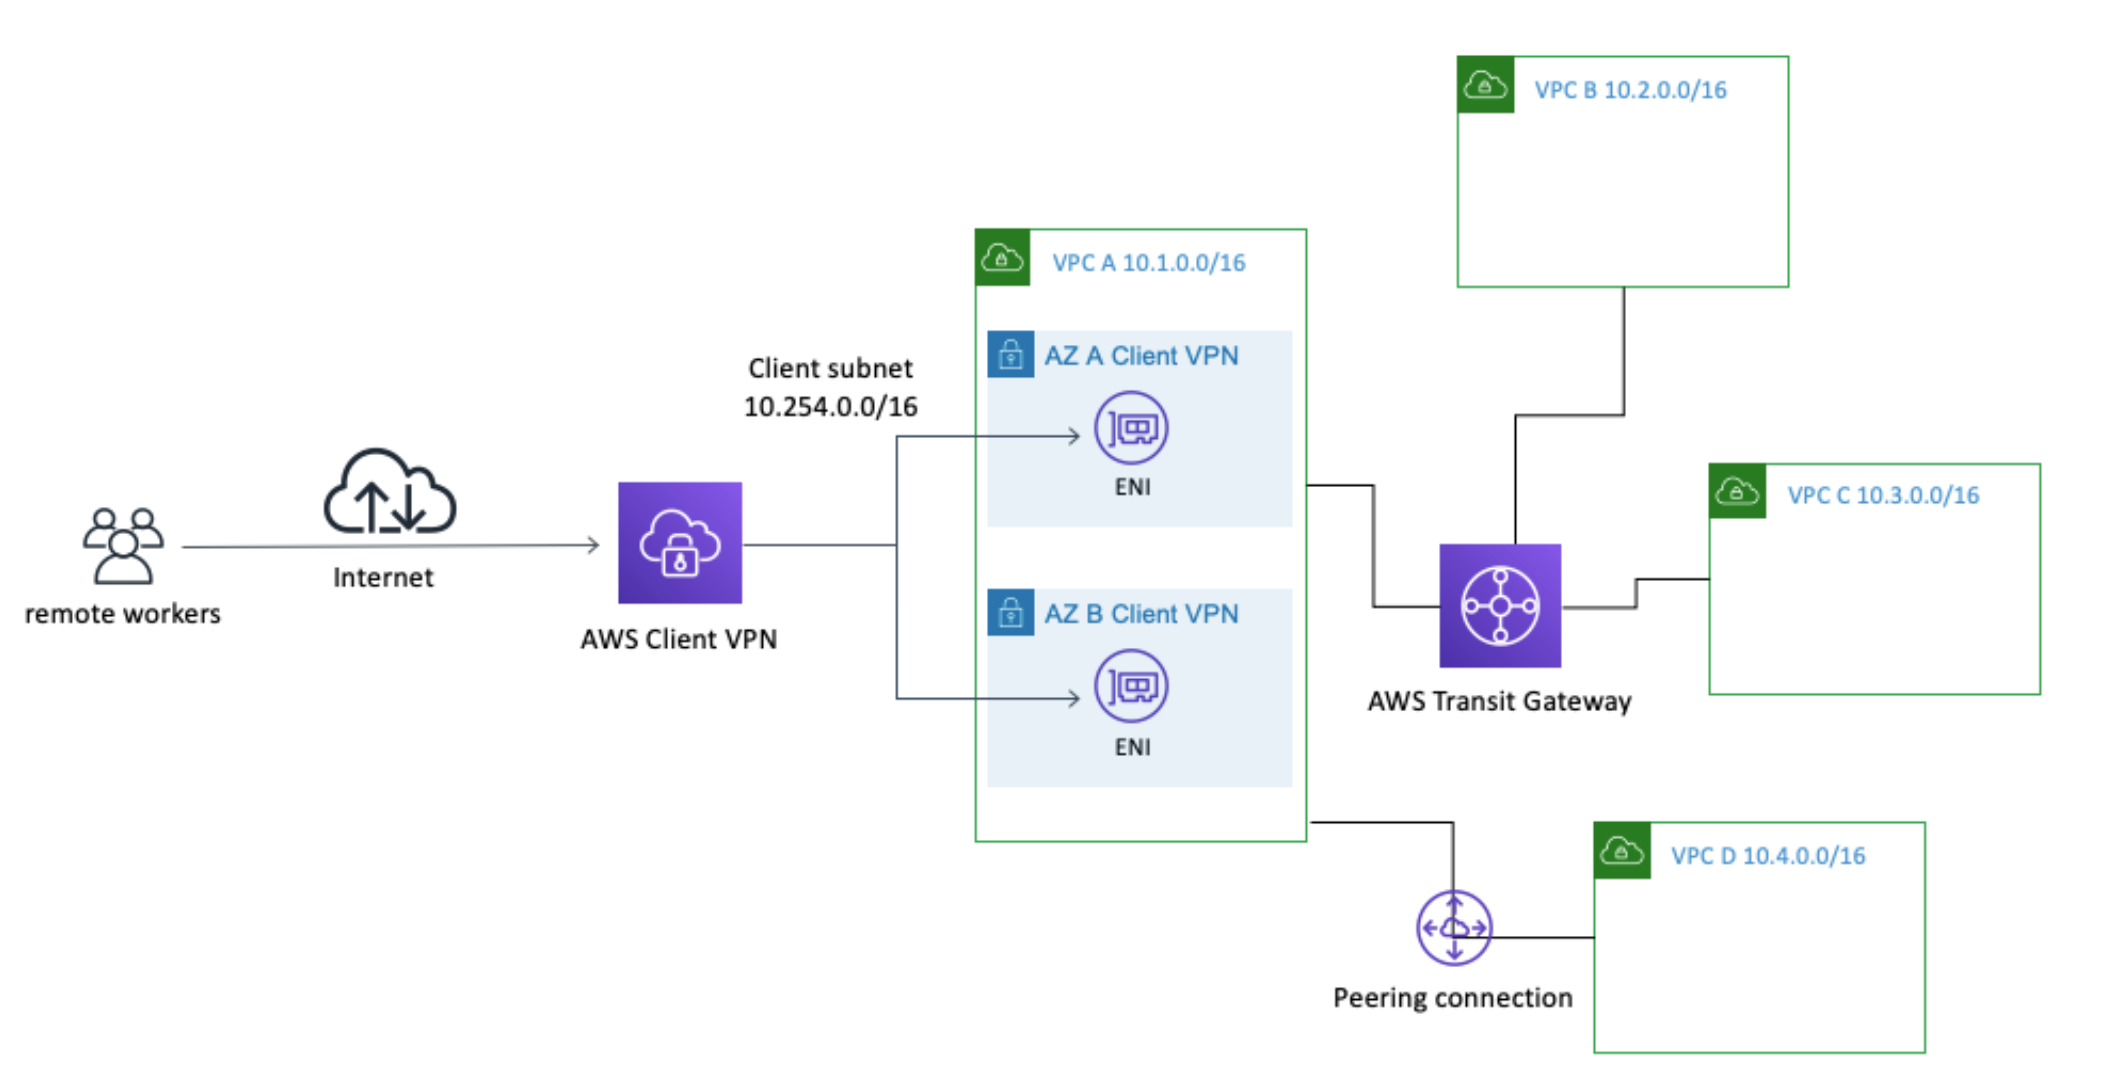 VPC B 10.2.0.0/16
VPC A 10.1.0.0/16
AZ A Client VPN
Client subnet
10.254.0.0/16
ENI
VPC C 10.3.0.0/16
Internet
remote workers
AWS Client VPN
AZ B Client VPN
ENI
AWS Transit Gateway
VPC D 10.4.0.0/16
Peering connection